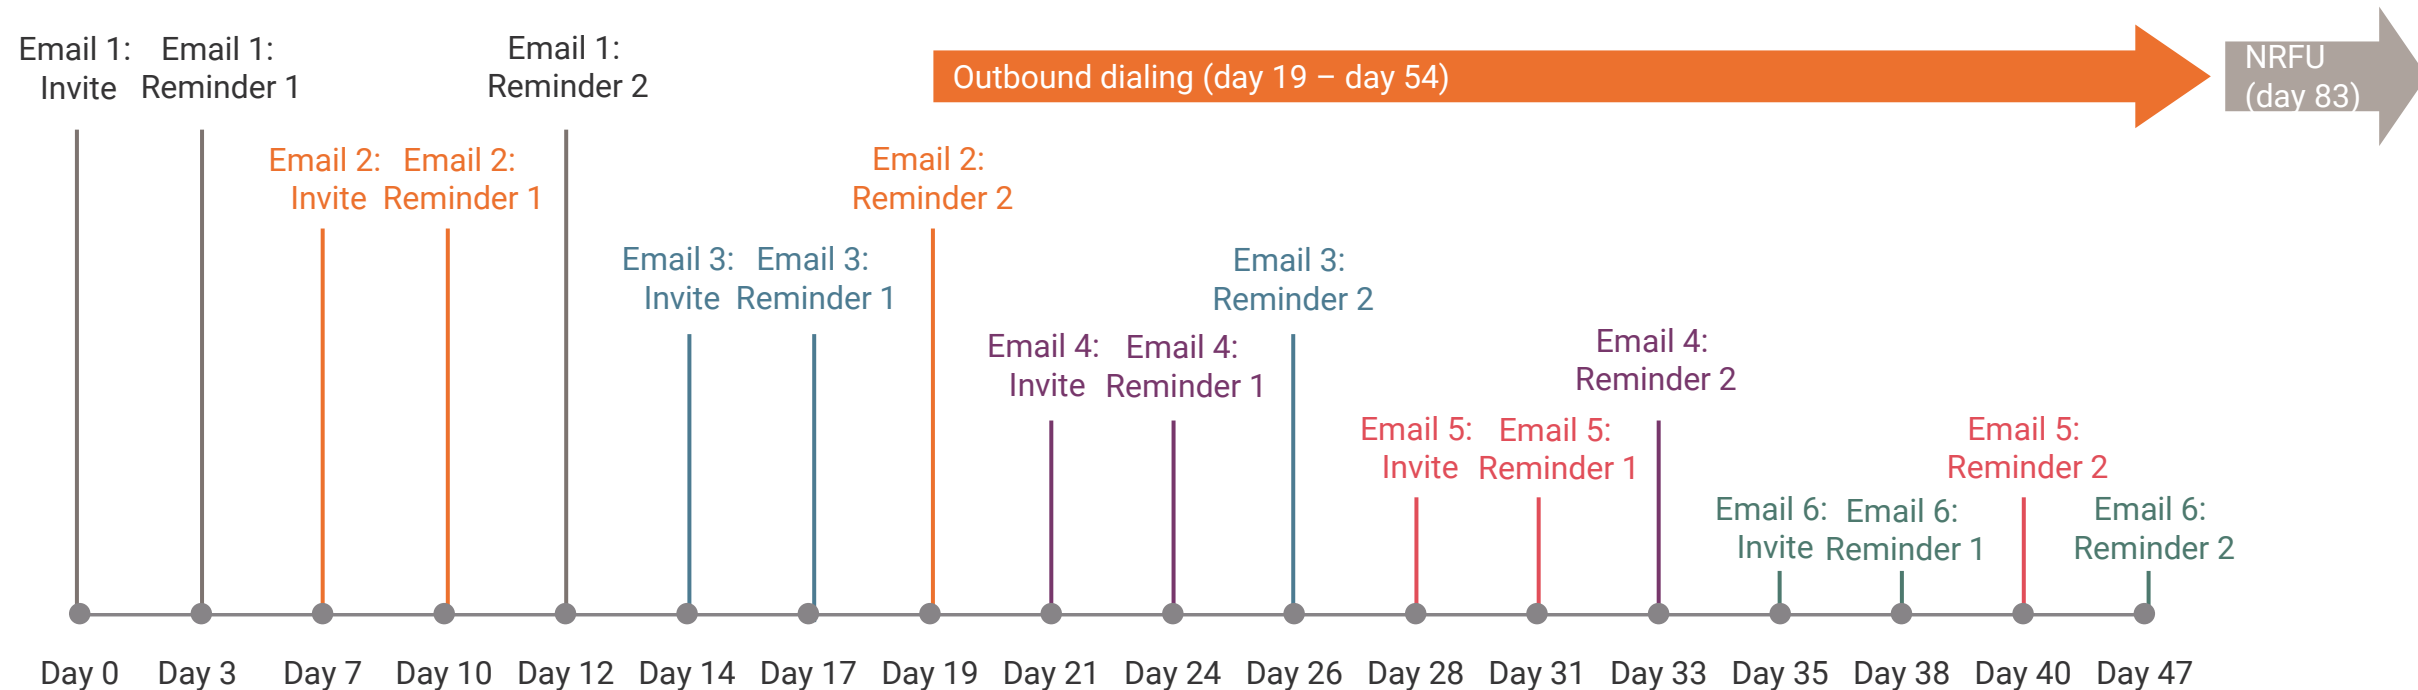 Email 1:
Invite
Email 1:
Reminder 1
Email 1:
Reminder 2
Outbound dialing (day 19 – day 54)
NRFU
(day 83)
Email 2:
Invite
Email 2:
Reminder 1
Email 2:
Reminder 2
Email 3:
Invite
Email 3:
Reminder 1
Email 3:
Reminder 2
Email 4:
Invite
Email 4:
Reminder 1
Email 4:
Reminder 2
Email 5:
Invite
Email 5:
Reminder 1
Email 5:
Reminder 2
Email 6:
Invite
Email 6:
Reminder 1
Email 6:
Reminder 2
Day 0
Day 3
Day 7
Day 10
Day 12
Day 14
Day 17
Day 19
Day 21
Day 24
Day 26
Day 28
Day 31
Day 33
Day 35
Day 38
Day 40
Day 47